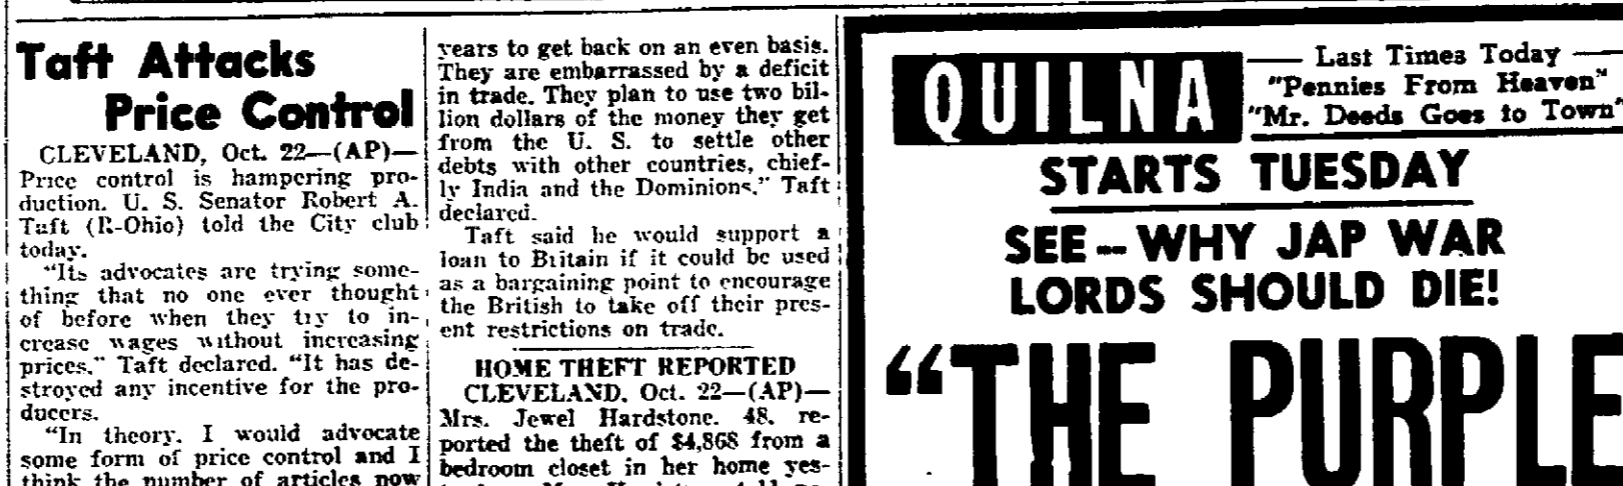 Taft Attacks
Price Control
CLEVELAND, Oct. 22—(AP)—
Price control is hampering pro-
duction. U. S. Senator Robert A.
Taft (R-Ohio) told the City club
today.
"Its advocates are trying some-
thing that no one ever thought
of before when they try to in-
crease wages without increasing
prices." Taft declared. "It has de-
stroyed any incentive for the pro-
ducers.
"In theory, I would advocate
some form of price control and I
think the number of articles now
years to get back on an even basis.
They are embarrassed by a deficit
in trade. They plan to use two bil-
lion dollars of the money they get
from the U. S. to settle other
debts with other countries, chief-
ly India and the Dominions." Taft
declared.
Taft said he would support a
loan to Britain if it could be used
as a bargaining point to encourage
the British to take off their pres-
ent restrictions on trade.
HOME THEFT REPORTED
CLEVELAND, Oct. 22—(AP)—
Mrs. Jewel Hardstone, 48, re-
ported the theft of $4,868 from a
bedroom closet in her home yes-
QUILNA
Last Times Today
"Pennies From Heaven"
"Mr. Deeds Goes to Town"
STARTS TUESDAY
SEE -- WHY JAP WAR
LORDS SHOULD DIE!
"THE PURPLE